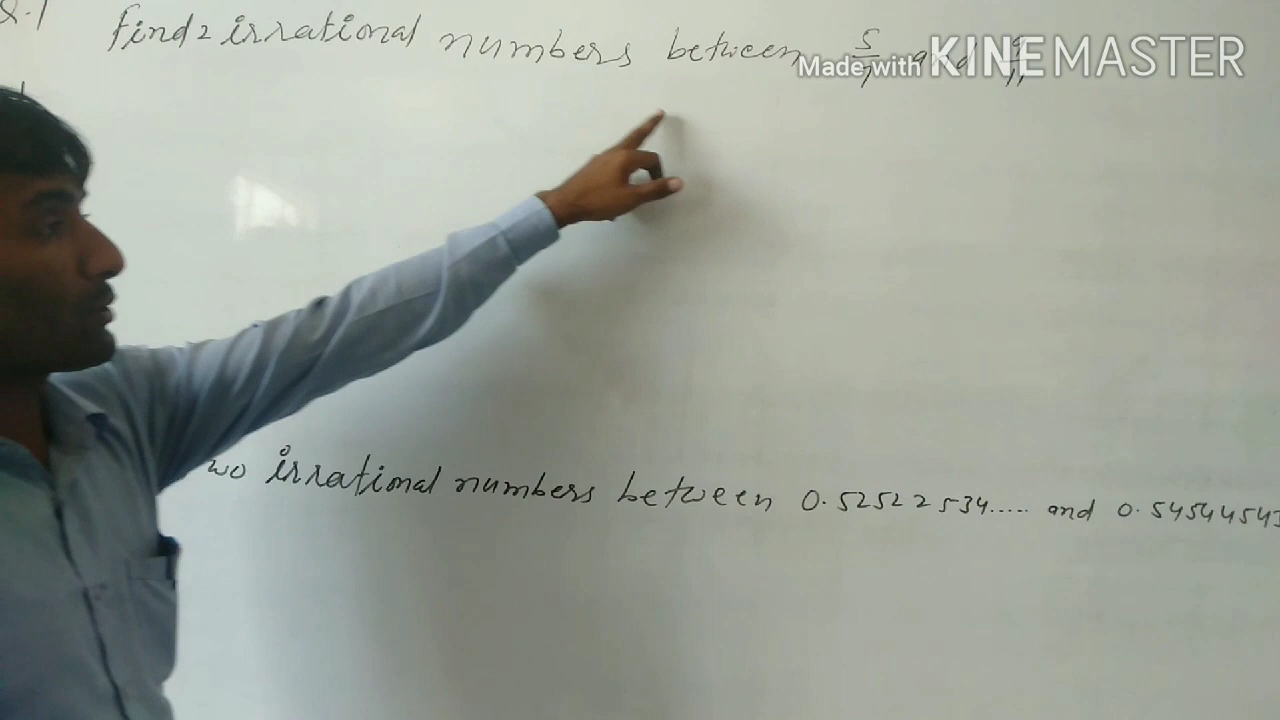 Q.1 find 2 irrational numbers between 5/7 and 9/11
Made with KINEMASTER
wo irrational numbers between 0.52522534..... and 0.54544543